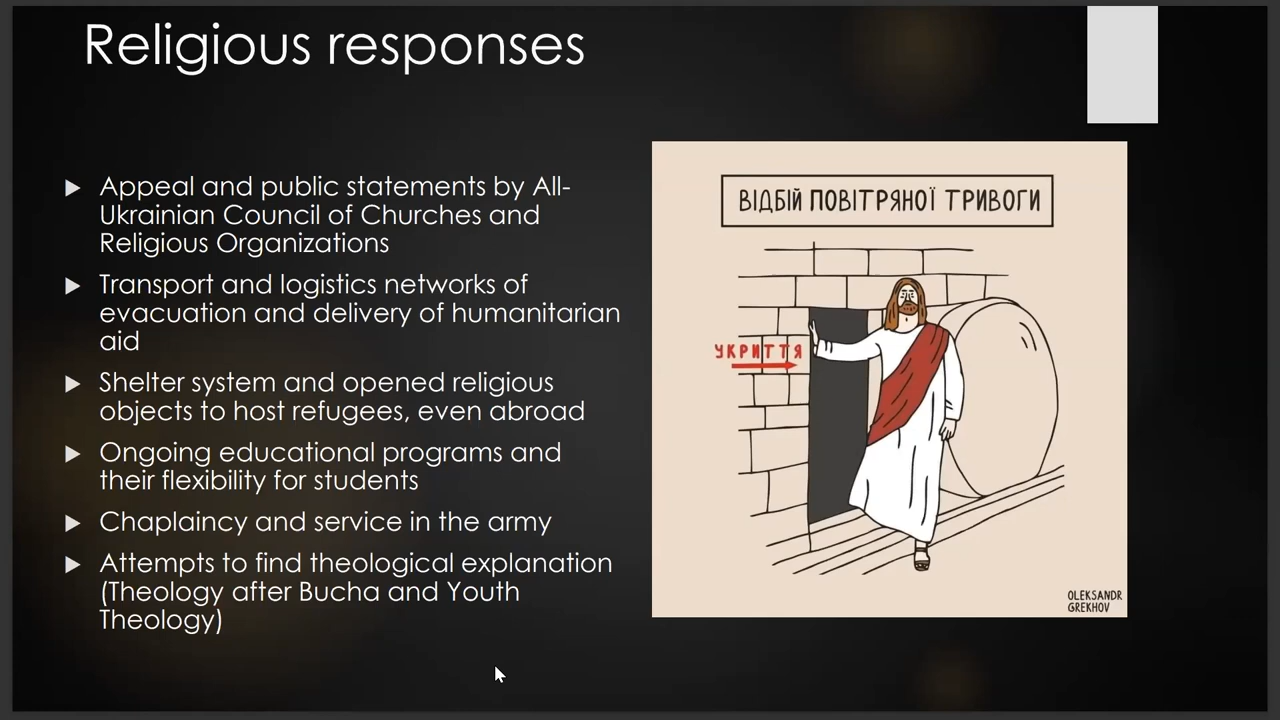 Religious responses
Appeal and public statements by All-
Ukrainian Council of Churches and
Religious Organizations
Transport and logistics networks of
evacuation and delivery of humanitarian
aid
Shelter system and opened religious
objects to host refugees, even abroad
Ongoing educational programs and
their flexibility for students
Chaplaincy and service in the army
Attempts to find theological explanation
(Theology after Bucha and Youth
Theology)
ВІДБІЙ ПОВІТРЯНОЇ ТРИВОГИ
УКРИТТЯ
OLEKSANDR
GREKHOV